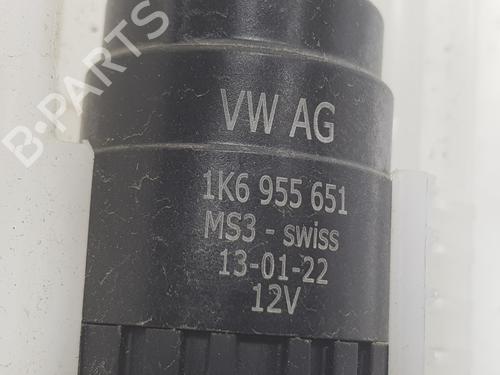 B-PARTS
VW AG
1K6 955 651
MS3 - swiss
13-01-22
12V